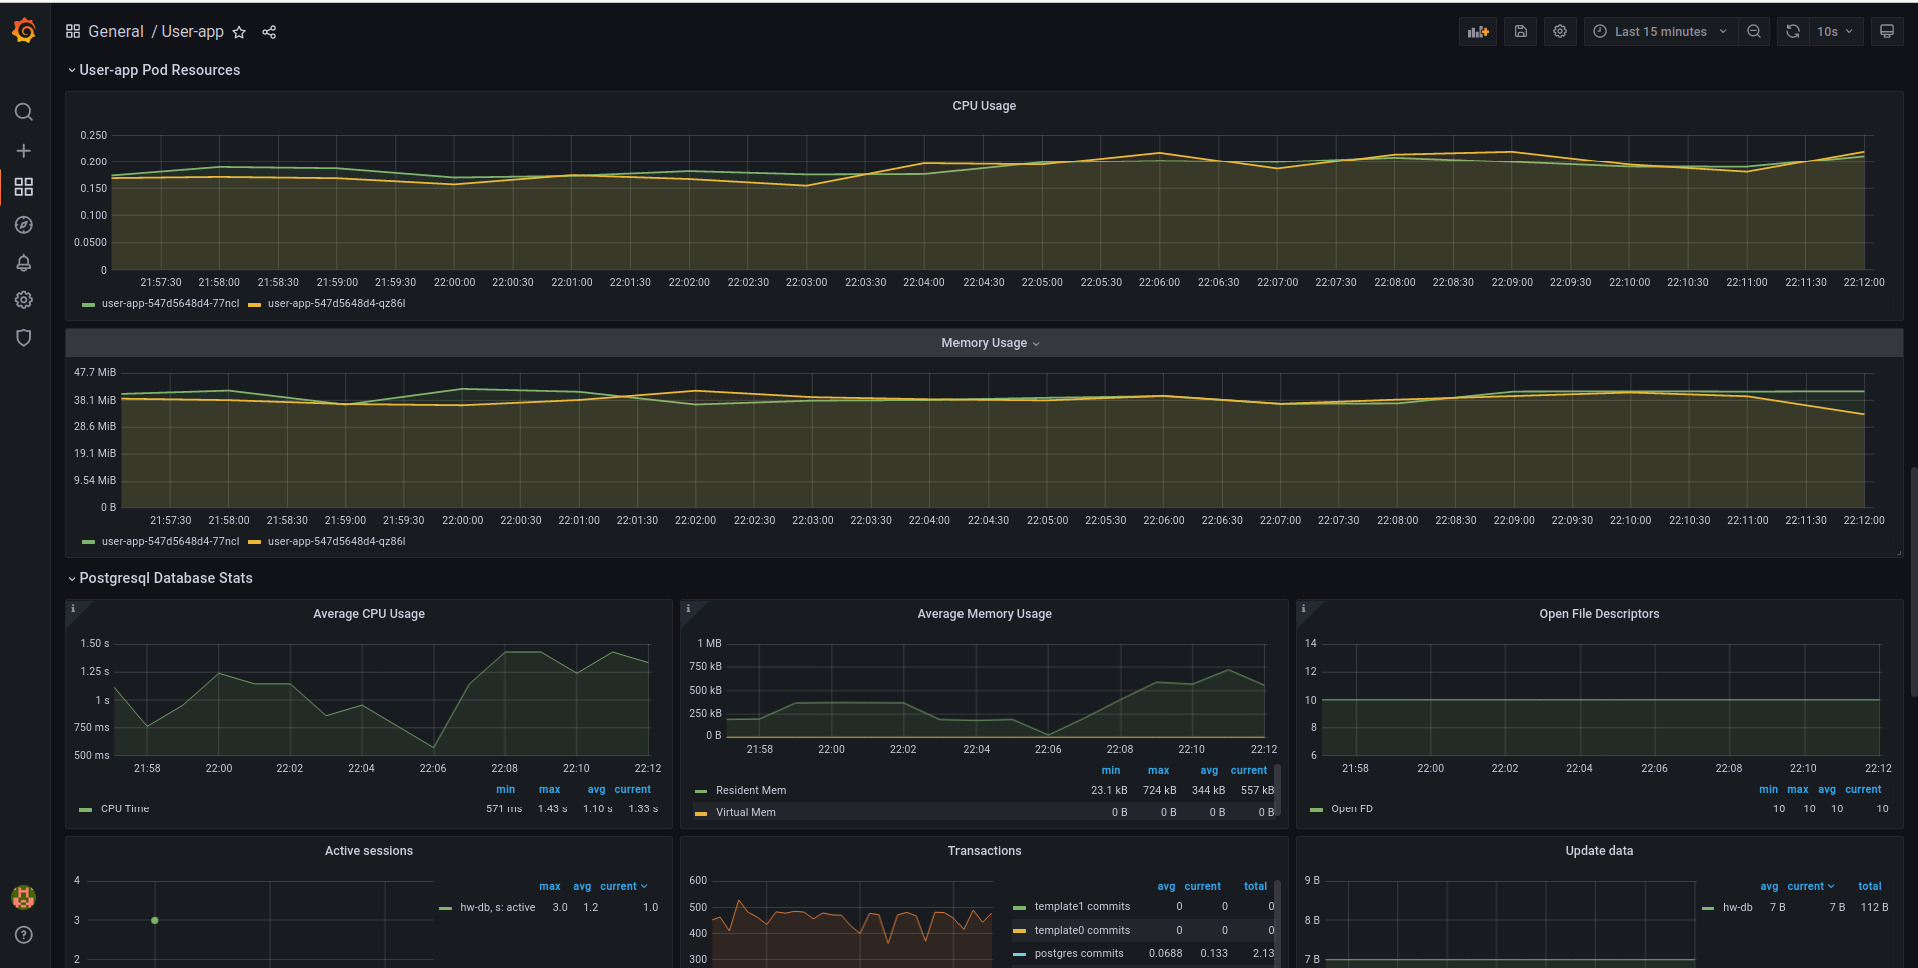 General / User-app
Last 15 minutes
10s
User-app Pod Resources
CPU Usage
0.250
0.200
0.150
0.100
0.0500
0
21:57:30 21:58:00 21:58:30 21:59:00 21:59:30 22:00:00 22:00:30 22:01:00 22:01:30 22:02:00 22:02:30 22:03:00 22:03:30 22:04:00 22:04:30 22:05:00 22:05:30 22:06:00 22:06:30 22:07:00 22:07:30 22:08:00 22:08:30 22:09:00 22:09:30 22:10:00 22:10:30 22:11:00 22:11:30 22:12:00
user-app-547d5648d4-77ncl user-app-547d5648d4-qz86l
Memory Usage
47.7 MiB
38.1 MiB
28.6 MiB
19.1 MiB
9.54 MiB
0 B
21:57:30 21:58:00 21:58:30 21:59:00 21:59:30 22:00:00 22:00:30 22:01:00 22:01:30 22:02:00 22:02:30 22:03:00 22:03:30 22:04:00 22:04:30 22:05:00 22:05:30 22:06:00 22:06:30 22:07:00 22:07:30 22:08:00 22:08:30 22:09:00 22:09:30 22:10:00 22:10:30 22:11:00 22:11:30 22:12:00
user-app-547d5648d4-77ncl user-app-547d5648d4-qz86l
Postgresql Database Stats
i
Average CPU Usage
1.50 s
1.25 s
1 s
750 ms
500 ms
21:58 22:00 22:02 22:04 22:06 22:08 22:10 22:12
min max avg current
CPU Time 571 ms 1.43 s 1.10 s 1.33 s
i
Average Memory Usage
1 MB
750 kB
500 kB
250 kB
0 B
21:58 22:00 22:02 22:04 22:06 22:08 22:10 22:12
min max avg current
Resident Mem 23.1 kB 724 kB 344 kB 557 kB
Virtual Mem 0 B 0 B 0 B 0 B
i
Open File Descriptors
14
12
10
8
6
21:58 22:00 22:02 22:04 22:06 22:08 22:10 22:12
min max avg current
Open FD 10 10 10 10
Active sessions
4
3
2
max avg current
hw-db, s: active 3.0 1.2 1.0
Transactions
600
500
400
300
avg current total
template1 commits 0 0 0
template0 commits 0 0 0
postgres commits 0.0688 0.133 2.13
Update data
9 B
8 B
7 B
avg current total
hw-db 7 B 7 B 112 B